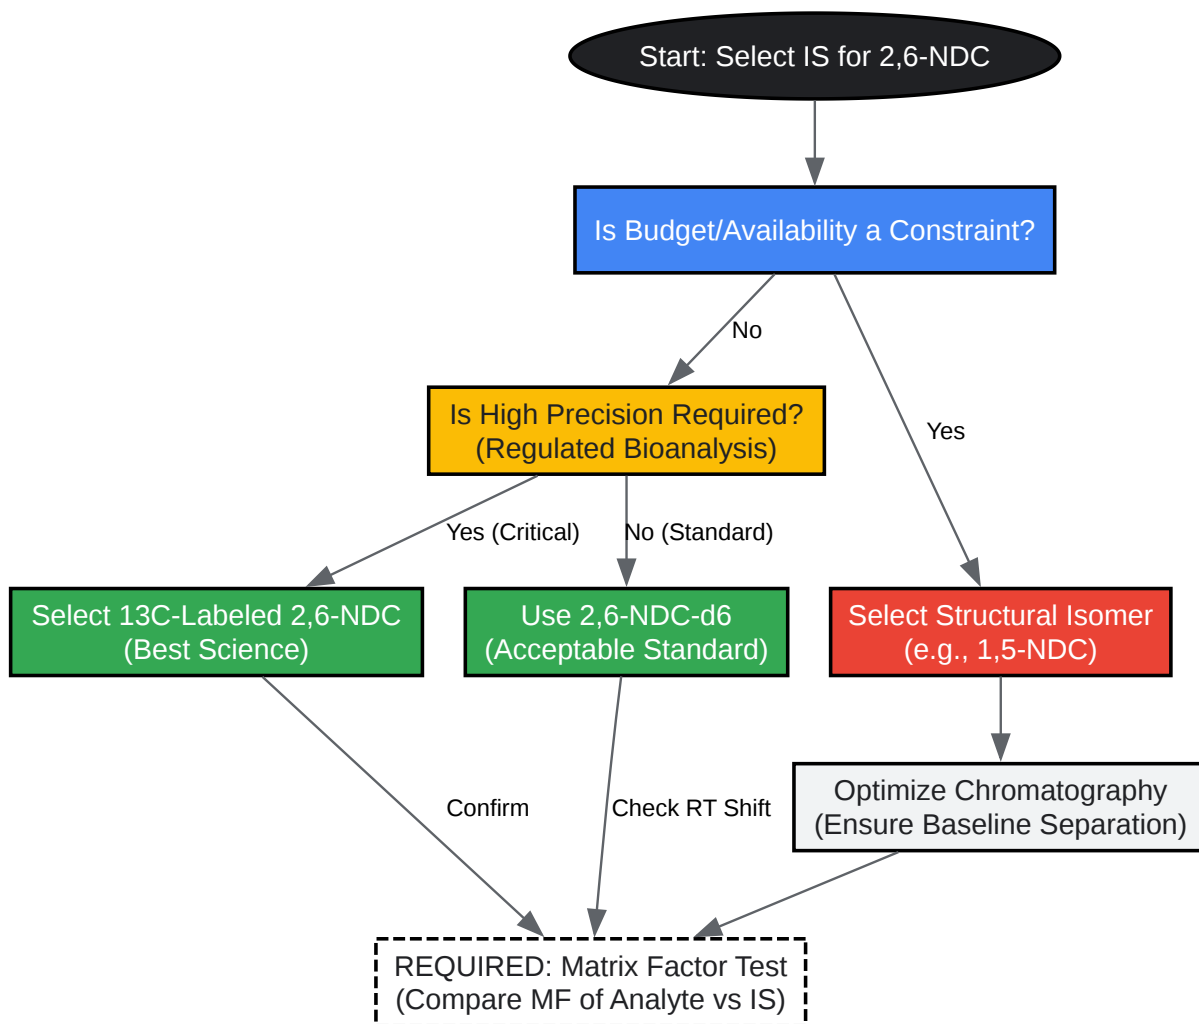 Start: Select IS for 2,6-NDC
Is Budget/Availability a Constraint?
No
Yes
Is High Precision Required?
(Regulated Bioanalysis)
Yes (Critical)
No (Standard)
Select 13C-Labeled 2,6-NDC
(Best Science)
Use 2,6-NDC-d6
(Acceptable Standard)
Select Structural Isomer
(e.g., 1,5-NDC)
Confirm
Check RT Shift
Optimize Chromatography
(Ensure Baseline Separation)
REQUIRED: Matrix Factor Test
(Compare MF of Analyte vs IS)